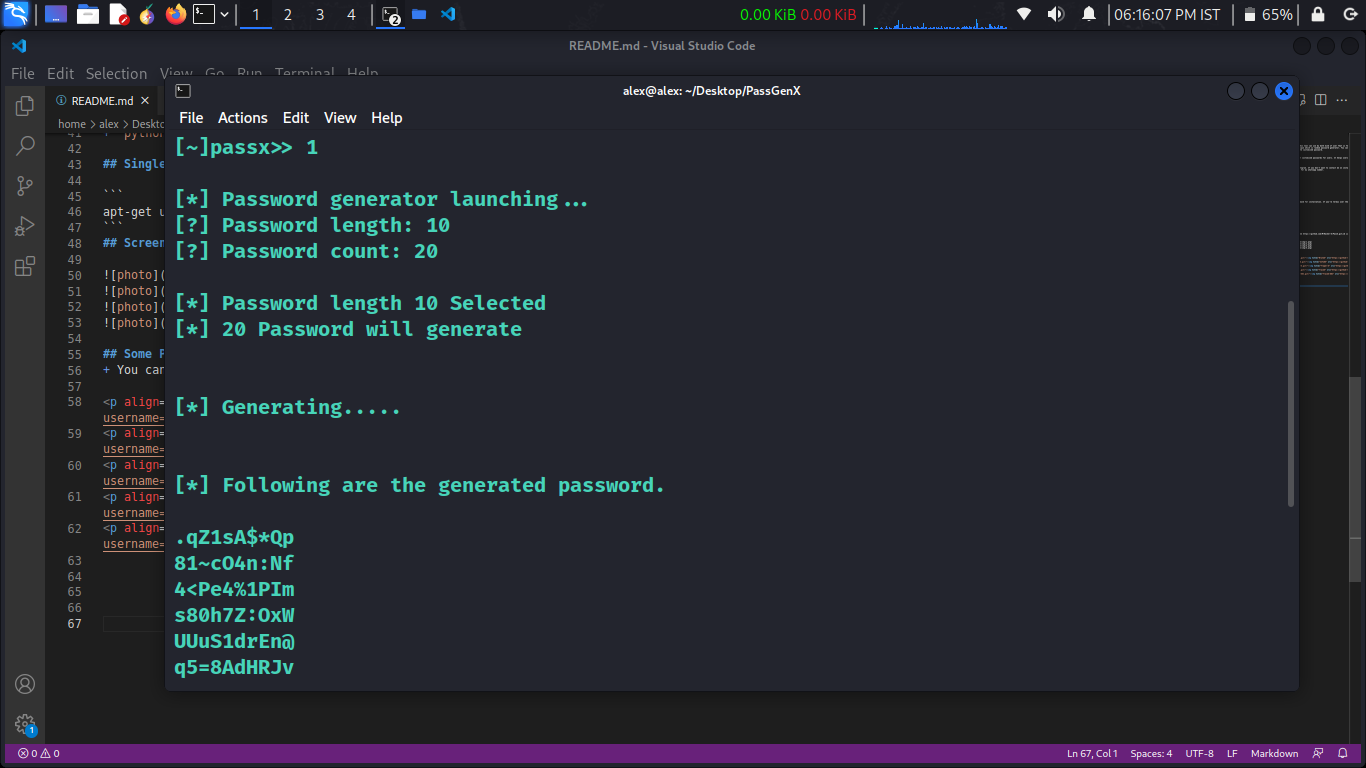 1 2 3 4 2 0.00 KiB 0.00 KiB 06:16:07 PM IST 65%
README.md - Visual Studio Code
File Edit Selection View Go Run Terminal Help
README.md
home > alex >
alex@alex: ~/Desktop/PassGenX
File Actions Edit View Help
[~]passx>> 1
[*] Password generator launching...
[?] Password length: 10
[?] Password count: 20
[*] Password length 10 Selected
[*] 20 Password will generate
[*] Generating.....
[*] Following are the generated password.
.qZ1sA$*Qp
81~cO4n:Nf
4<Pe4%1PIm
s80h7Z:OxW
UUuS1drEn@
q5=8AdHRJv
41 + python
42
43 ## Single
44
45 ```
46 apt-get u
47 ```
48 ## Screen
49
50 ![photo](
51 ![photo](
52 ![photo](
53 ![photo](
54
55 ## Some F
56 + You can
57
58 <p align=
username=
59 <p align=
username=
60 <p align=
username=
61 <p align=
username=
62 <p align=
username=
63
64
65
66
67
1
0 0 Ln 67, Col 1 Spaces: 4 UTF-8 LF Markdown